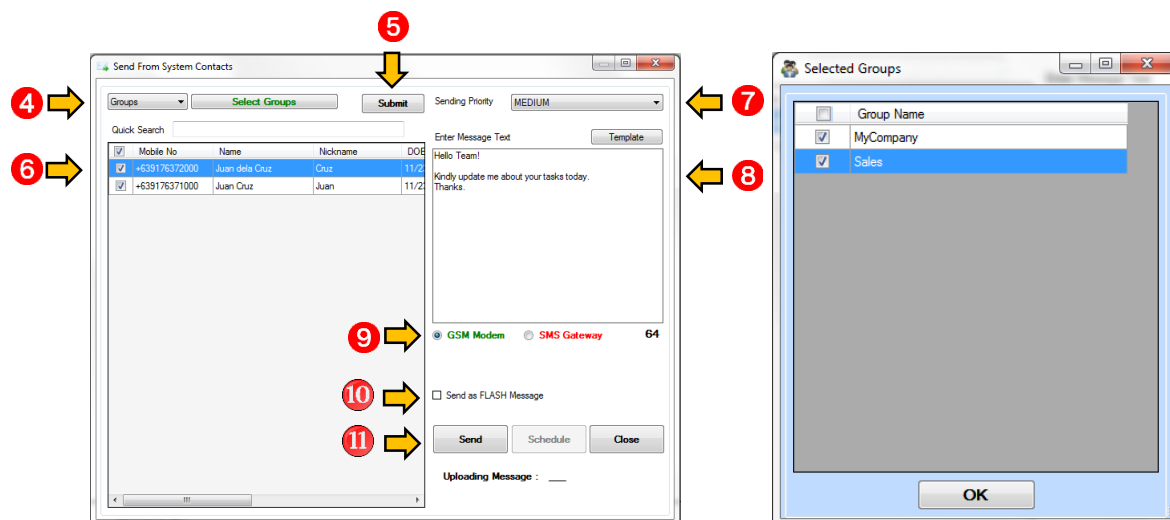 5
Send From System Contacts
4
Groups
Select Groups
Submit
Sending Priority
MEDIUM
7
Quick Search
Enter Message Text
Template
6
Mobile No Name Nickname DOB
+639176372000 Juan dela Cruz Cruz 11/2
+639176371000 Juan Cruz Juan 11/2
Hello Team!
Kindly update me about your tasks today.
Thanks.
8
9
GSM Modem
SMS Gateway
64
10
Send as FLASH Message
11
Send
Schedule
Close
Uploading Message : ___
Selected Groups
Group Name
MyCompany
Sales
OK